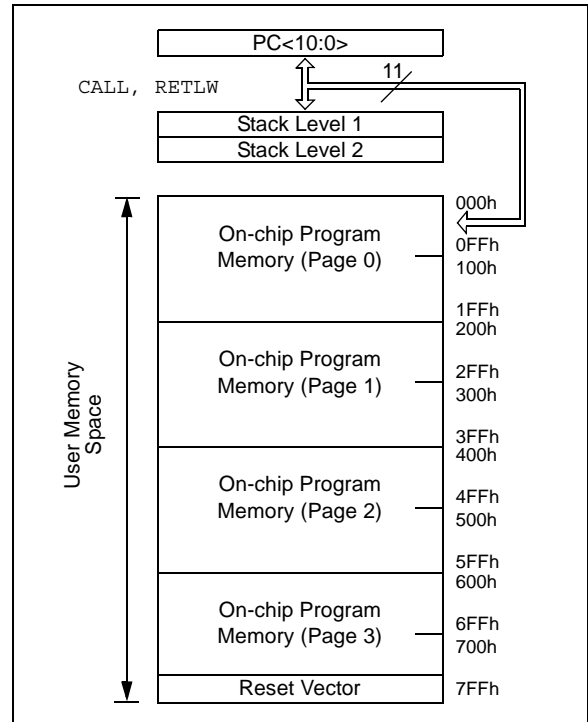 PC<10:0>
CALL, RETLW
11
Stack Level 1
Stack Level 2
User Memory
Space
000h
On-chip Program
Memory (Page 0)
0FFh
100h
1FFh
200h
On-chip Program
Memory (Page 1)
2FFh
300h
3FFh
400h
On-chip Program
Memory (Page 2)
4FFh
500h
5FFh
600h
On-chip Program
Memory (Page 3)
6FFh
700h
Reset Vector
7FFh